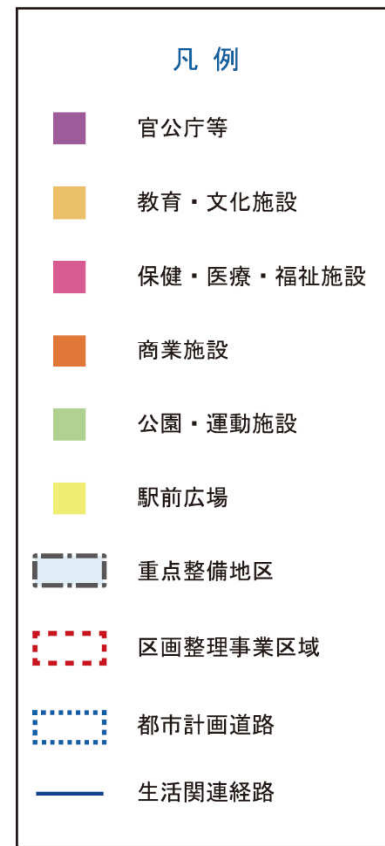 凡 例
官公庁等
教育・文化施設
保健・医療・福祉施設
商業施設
公園・運動施設
駅前広場
重点整備地区
区画整理事業区域
都市計画道路
生活関連経路